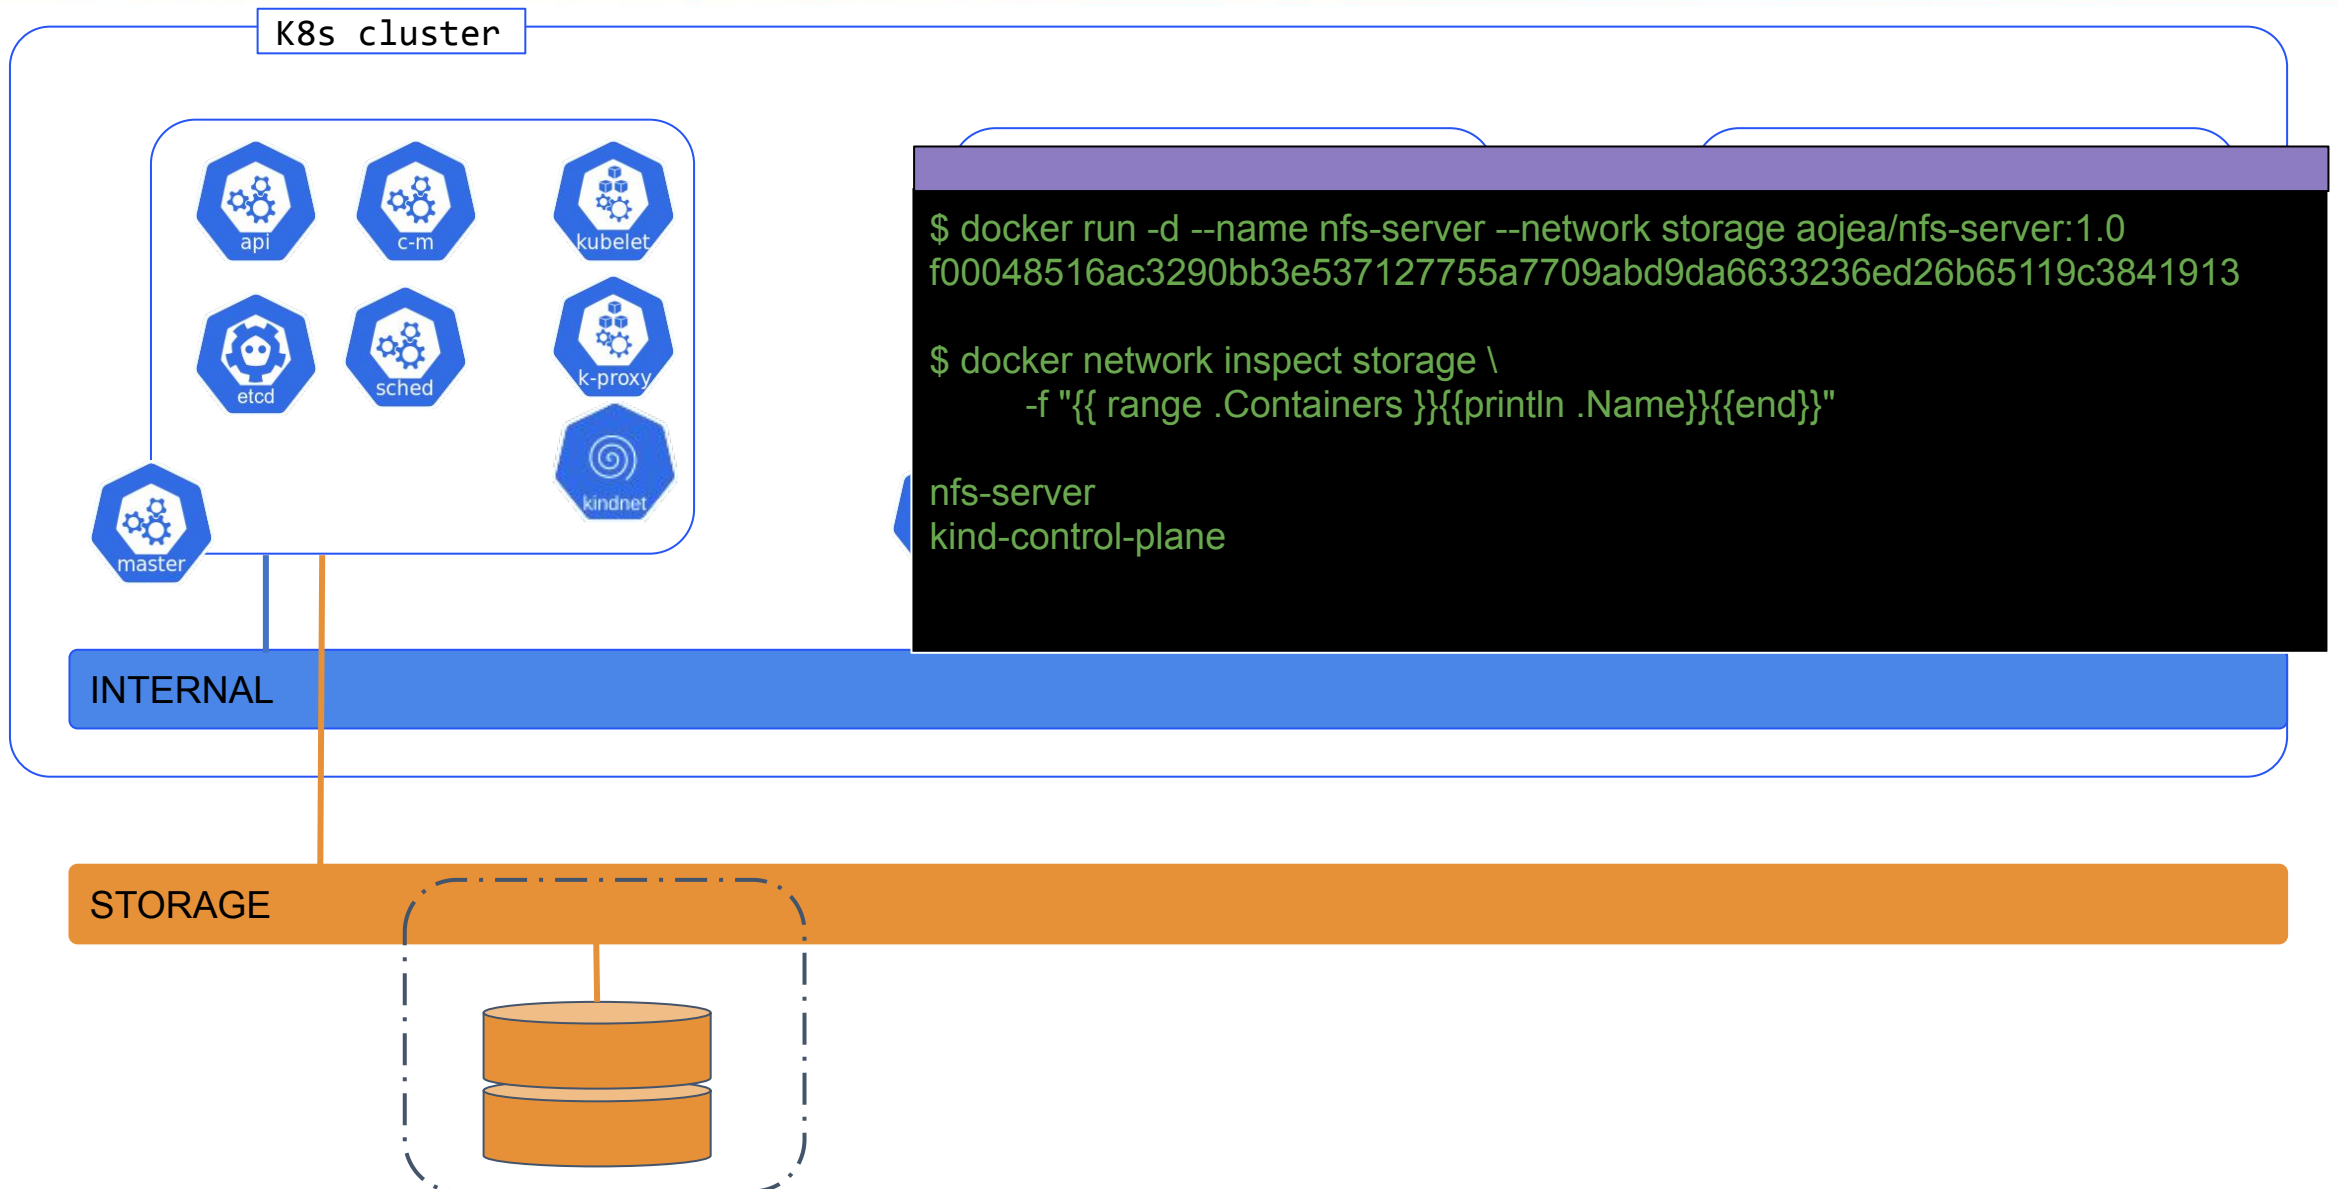 K8s cluster
api
c-m
kubelet
etcd
sched
k-proxy
kindnet
master
$ docker run -d --name nfs-server --network storage aojea/nfs-server:1.0
f00048516ac3290bb3e537127755a7709abd9da6633236ed26b65119c3841913
$ docker network inspect storage \
-f "{{ range .Containers }}{{println .Name}}{{end}}"
nfs-server
kind-control-plane
INTERNAL
STORAGE